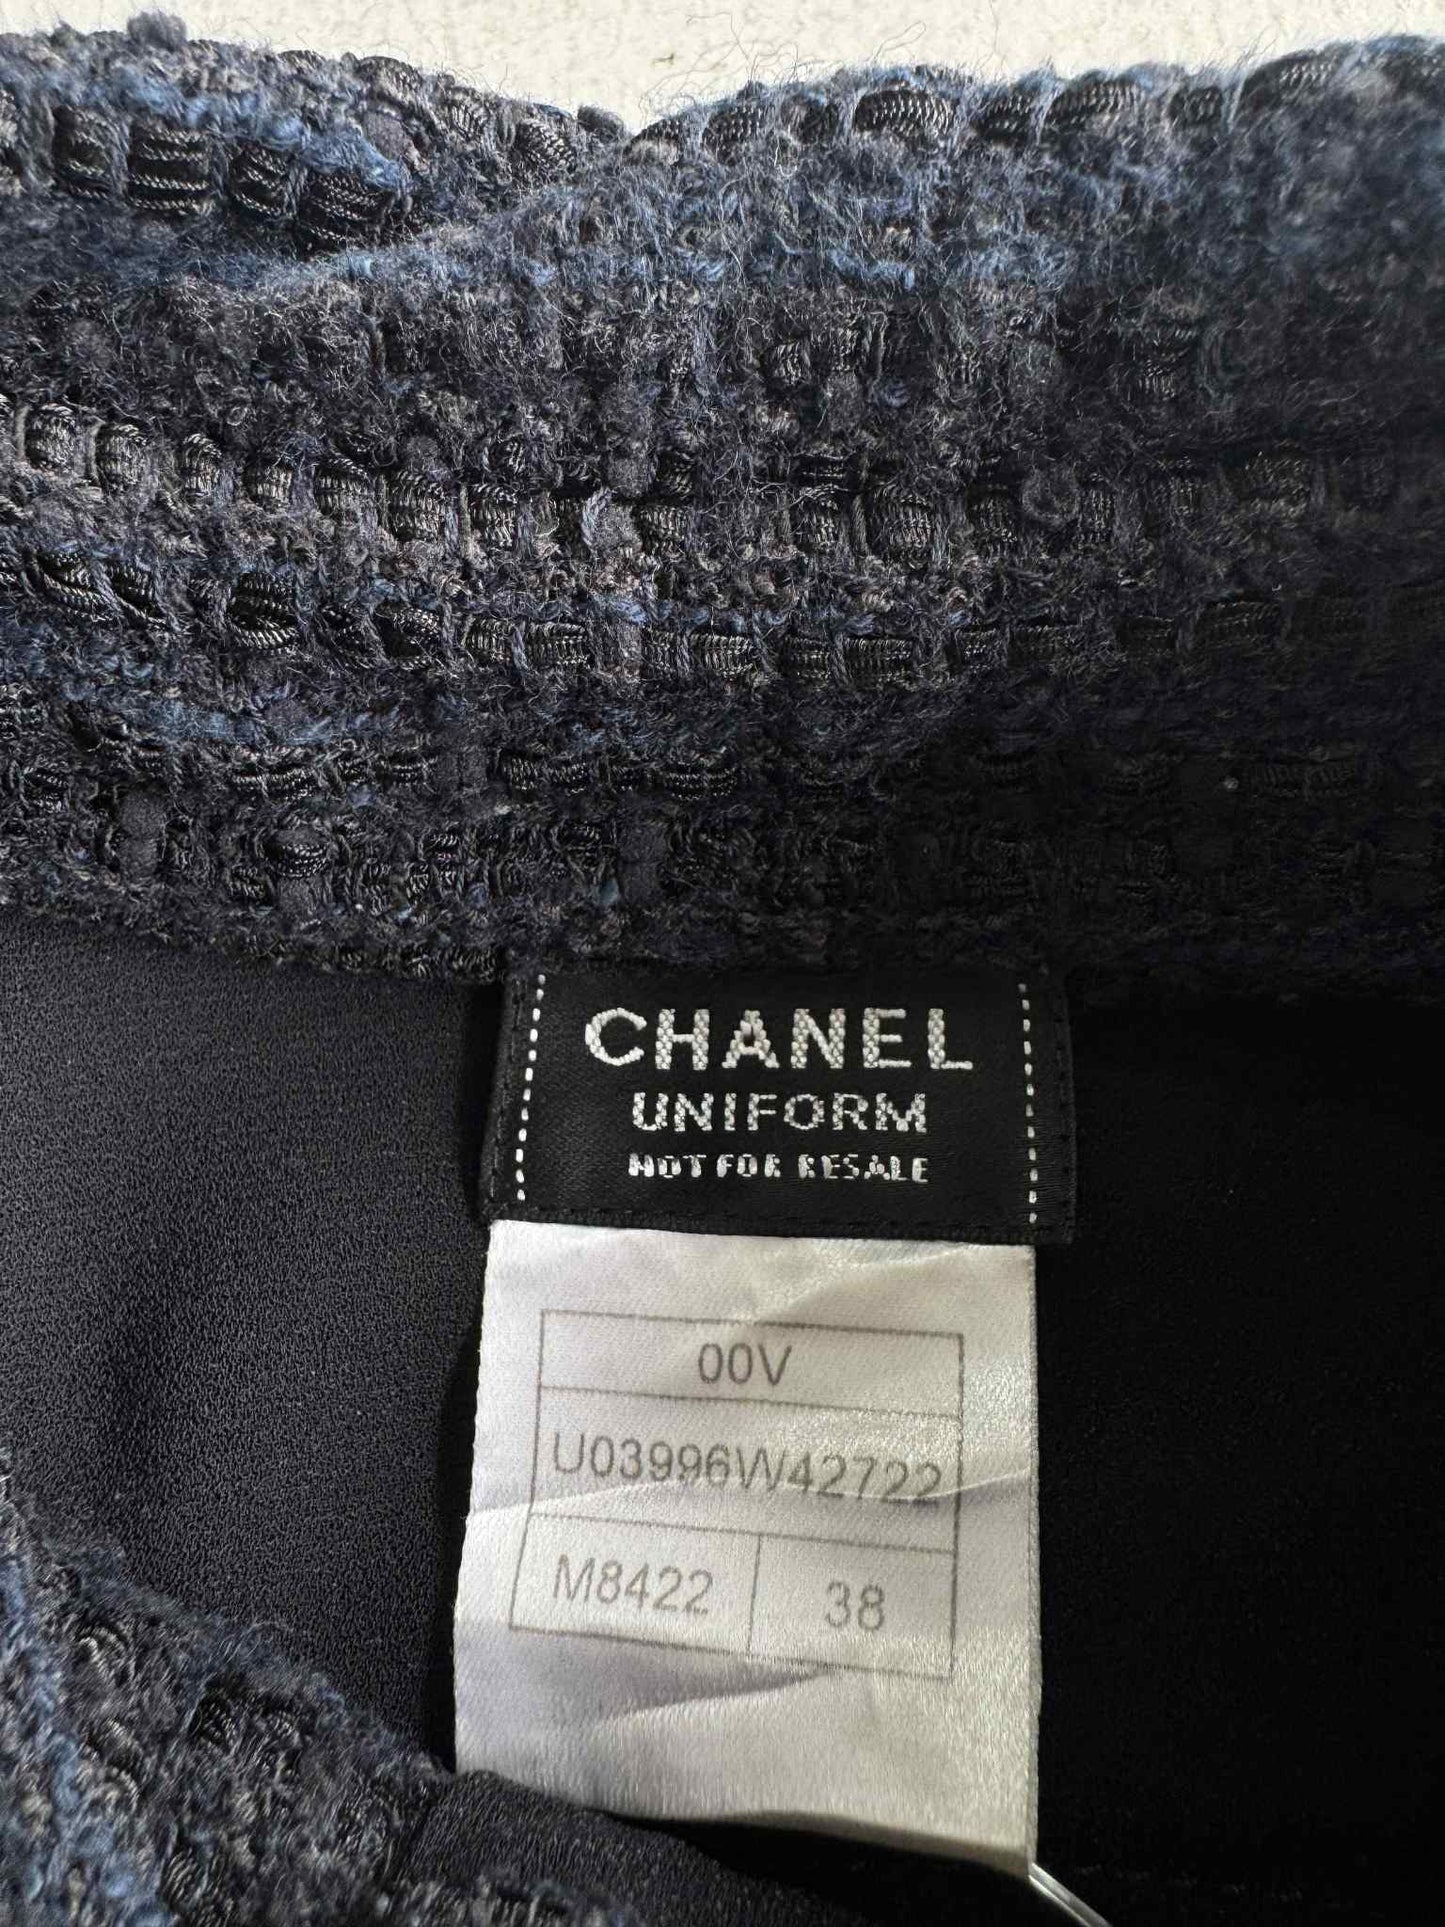 CHANEL
UNIFORM
NOT FOR RESALE
00V
U03996W42722
M8422 38